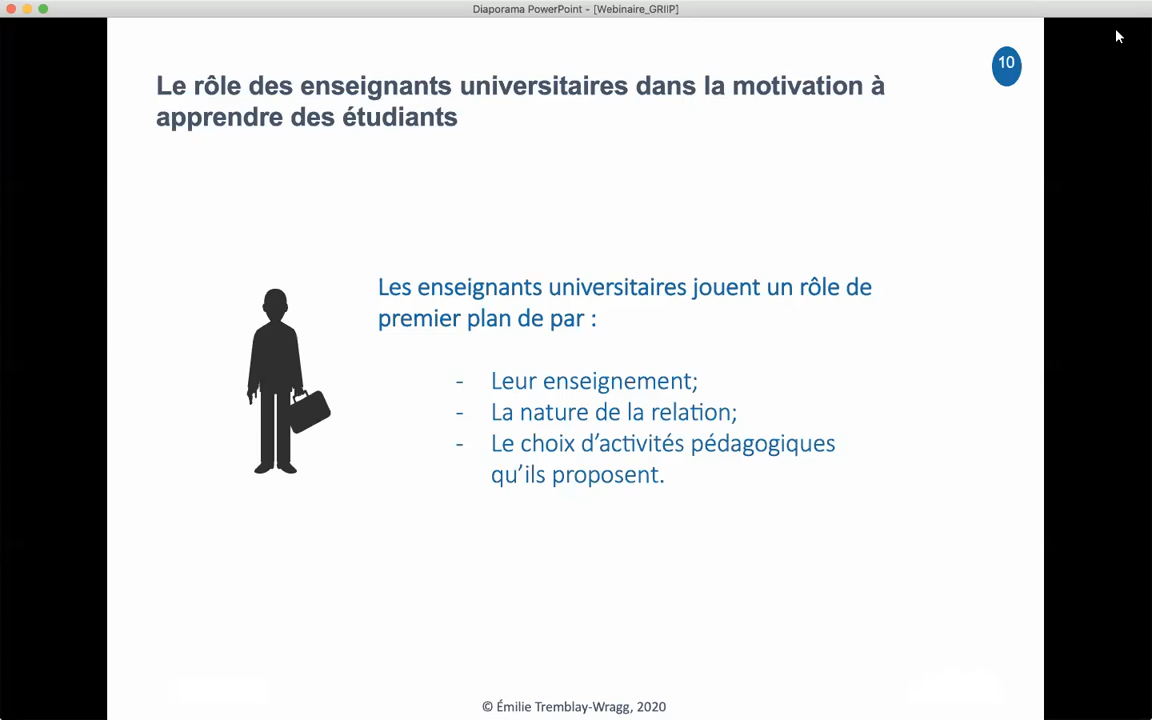 Diaporama PowerPoint - [Webinaire_GRIIP]
10
Le rôle des enseignants universitaires dans la motivation à
apprendre des étudiants
Les enseignants universitaires jouent un rôle de
premier plan de par :
- Leur enseignement;
- La nature de la relation;
- Le choix d’activités pédagogiques
qu’ils proposent.
© Émilie Tremblay-Wragg, 2020